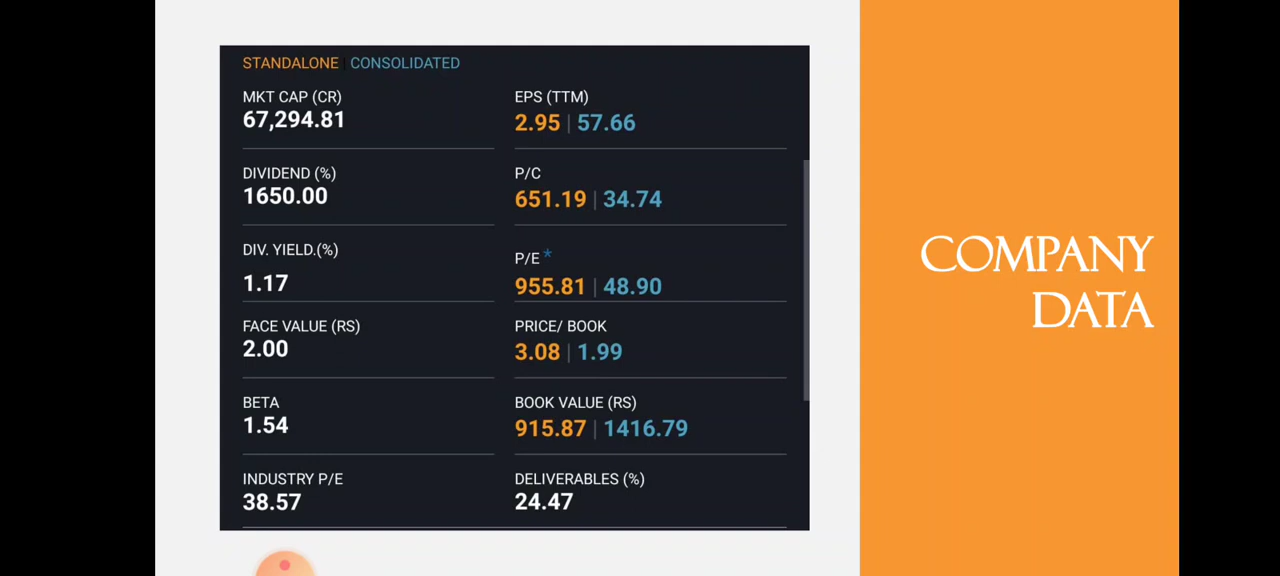 STANDALONE | CONSOLIDATED
MKT CAP (CR)
67,294.81
EPS (TTM)
2.95 | 57.66
DIVIDEND (%)
1650.00
P/C
651.19 | 34.74
DIV. YIELD.(%)
1.17
P/E*
955.81 | 48.90
FACE VALUE (RS)
2.00
PRICE/ BOOK
3.08 | 1.99
BETA
1.54
BOOK VALUE (RS)
915.87 | 1416.79
INDUSTRY P/E
38.57
DELIVERABLES (%)
24.47
COMPANY
DATA